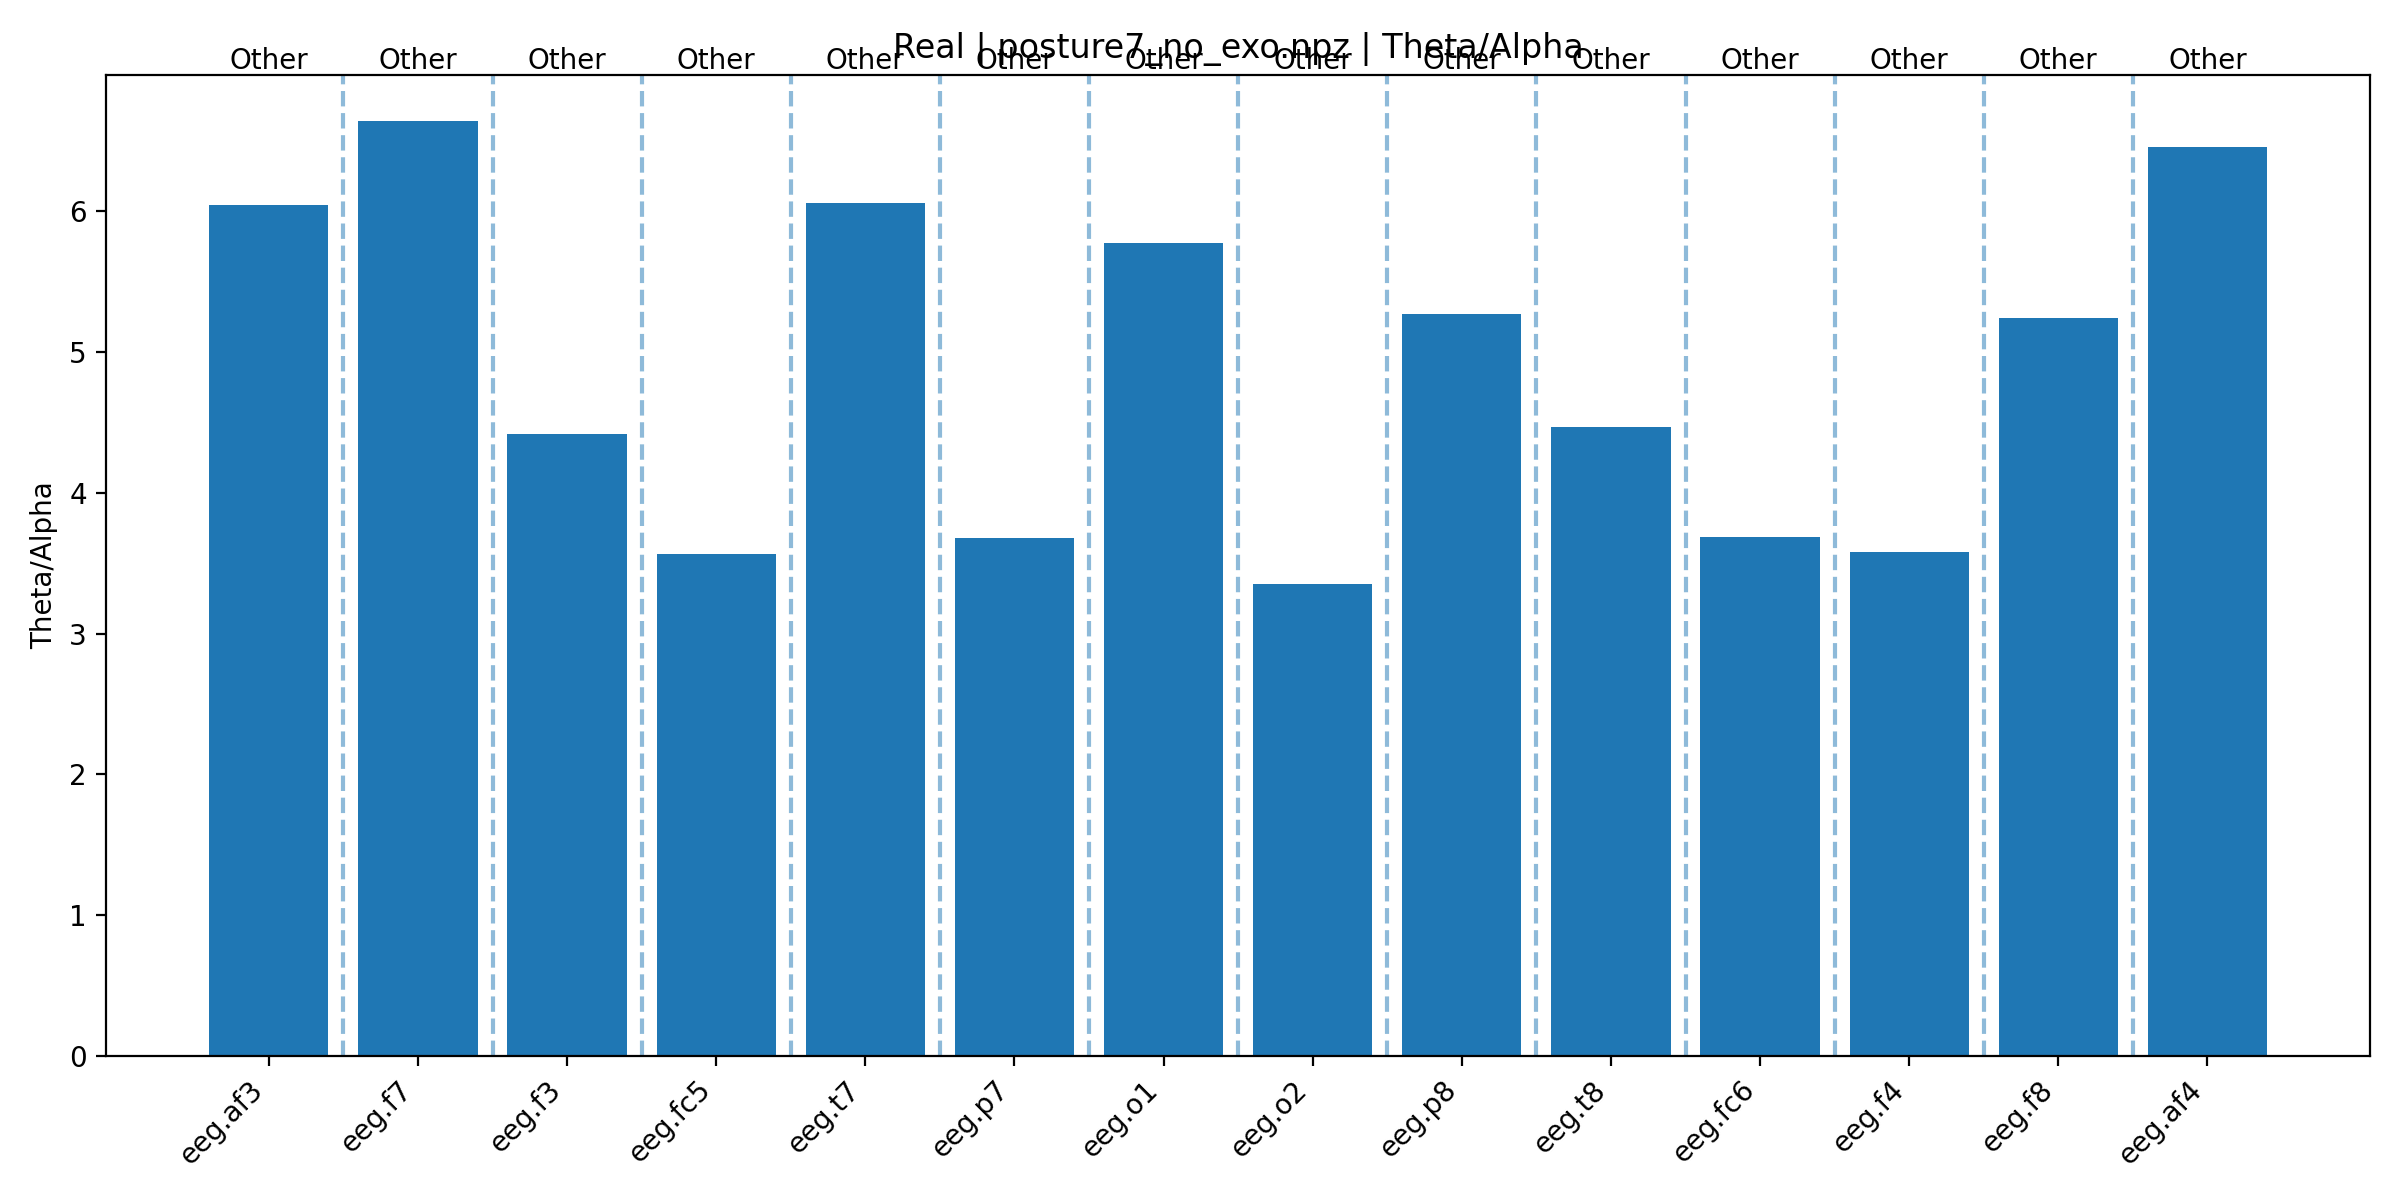 Real | posture7_no_exo.npz | Theta/Alpha
Other Other Other Other Other Other Other Other Other Other Other Other Other Other
Theta/Alpha
6
5
4
3
2
1
0
eeg.af3 eeg.f7 eeg.f3 eeg.fc5 eeg.t7 eeg.p7 eeg.o1 eeg.o2 eeg.p8 eeg.t8 eeg.fc6 eeg.f4 eeg.f8 eeg.af4